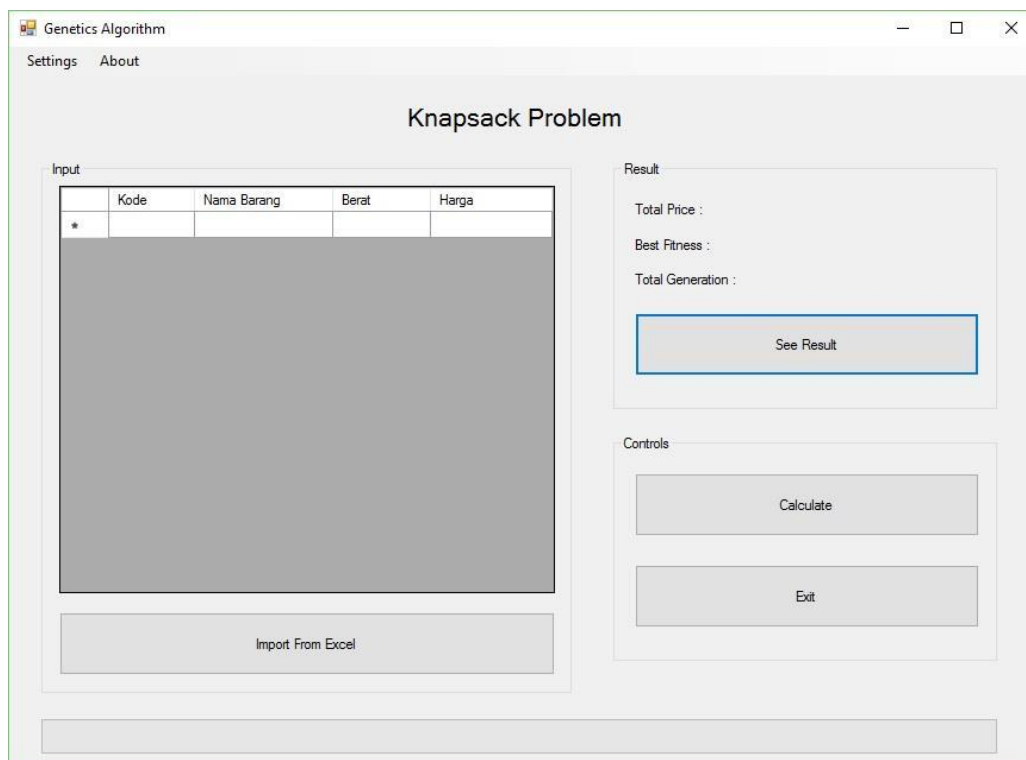 Genetics Algorithm
Settings About
Knapsack Problem
Input
Kode Nama Barang Berat Harga
*
Import From Excel
Result
Total Price :
Best Fitness :
Total Generation :
See Result
Controls
Calculate
Exit